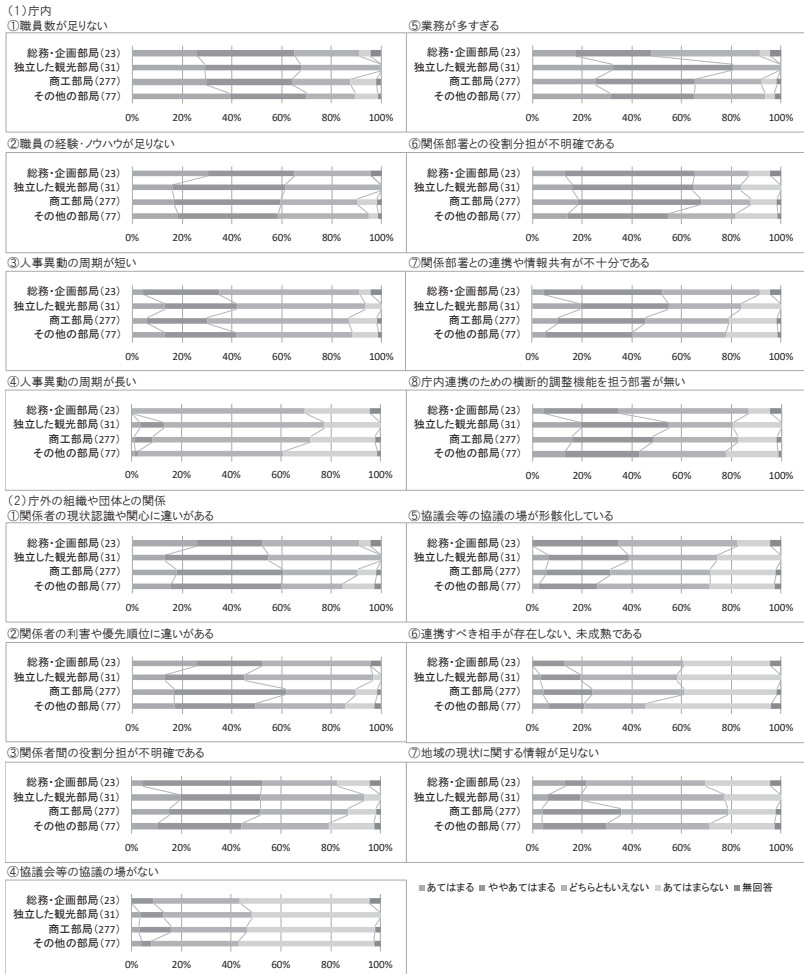 (1)庁内
①職員数が足りない
総務・企画部局(23)
独立した観光部局(31)
商工部局(277)
その他の部局(77)
0% 20% 40% 60% 80% 100%
②職員の経験・ノウハウが足りない
総務・企画部局(23)
独立した観光部局(31)
商工部局(277)
その他の部局(77)
0% 20% 40% 60% 80% 100%
③人事異動の周期が短い
総務・企画部局(23)
独立した観光部局(31)
商工部局(277)
その他の部局(77)
0% 20% 40% 60% 80% 100%
④人事異動の周期が長い
総務・企画部局(23)
独立した観光部局(31)
商工部局(277)
その他の部局(77)
0% 20% 40% 60% 80% 100%
⑤業務が多すぎる
総務・企画部局(23)
独立した観光部局(31)
商工部局(277)
その他の部局(77)
0% 20% 40% 60% 80% 100%
⑥関係部署との役割分担が不明確である
総務・企画部局(23)
独立した観光部局(31)
商工部局(277)
その他の部局(77)
0% 20% 40% 60% 80% 100%
⑦関係部署との連携や情報共有が不十分である
総務・企画部局(23)
独立した観光部局(31)
商工部局(277)
その他の部局(77)
0% 20% 40% 60% 80% 100%
⑧庁内連携のための横断的調整機能を担う部署が無い
総務・企画部局(23)
独立した観光部局(31)
商工部局(277)
その他の部局(77)
0% 20% 40% 60% 80% 100%
(2)庁外の組織や団体との関係
①関係者の現状認識や関心に違いがある
総務・企画部局(23)
独立した観光部局(31)
商工部局(277)
その他の部局(77)
0% 20% 40% 60% 80% 100%
②関係者の利害や優先順位に違いがある
総務・企画部局(23)
独立した観光部局(31)
商工部局(277)
その他の部局(77)
0% 20% 40% 60% 80% 100%
③関係者間の役割分担が不明確である
総務・企画部局(23)
独立した観光部局(31)
商工部局(277)
その他の部局(77)
0% 20% 40% 60% 80% 100%
④協議会等の協議の場がない
総務・企画部局(23)
独立した観光部局(31)
商工部局(277)
その他の部局(77)
0% 20% 40% 60% 80% 100%
⑤協議会等の協議の場が形骸化している
総務・企画部局(23)
独立した観光部局(31)
商工部局(277)
その他の部局(77)
0% 20% 40% 60% 80% 100%
⑥連携すべき相手が存在しない、未成熟である
総務・企画部局(23)
独立した観光部局(31)
商工部局(277)
その他の部局(77)
0% 20% 40% 60% 80% 100%
⑦地域の現状に関する情報が足りない
総務・企画部局(23)
独立した観光部局(31)
商工部局(277)
その他の部局(77)
0% 20% 40% 60% 80% 100%
あてはまる ややあてはまる どちらともいえない あてはまらない 無回答